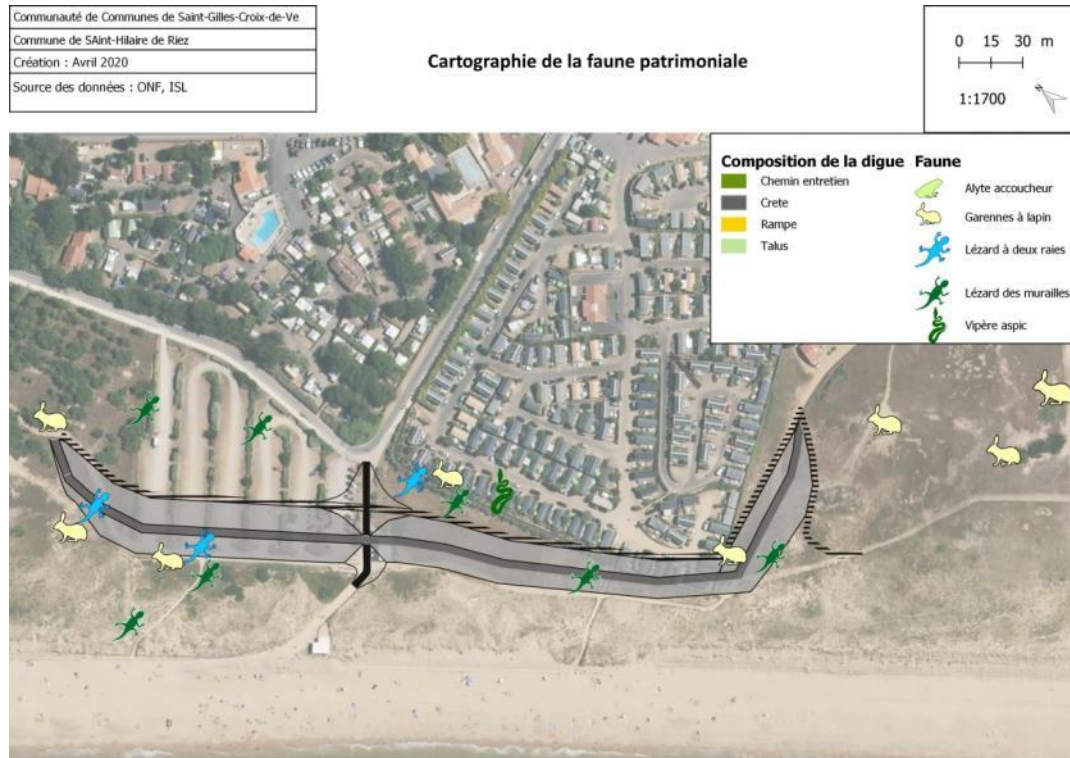 Communauté de Communes de Saint-Gilles-Croix-de-Ve
Commune de SAint-Hilaire de Riez
Création : Avril 2020
Source des données : ONF, ISL
Cartographie de la faune patrimoniale
0 15 30 m
1:1700
N
Composition de la digue
Chemin entretien
Crete
Rampe
Talus
Faune
Alyte accoucheur
Garennes à lapin
Lézard à deux raies
Lézard des murailles
Vipère aspic